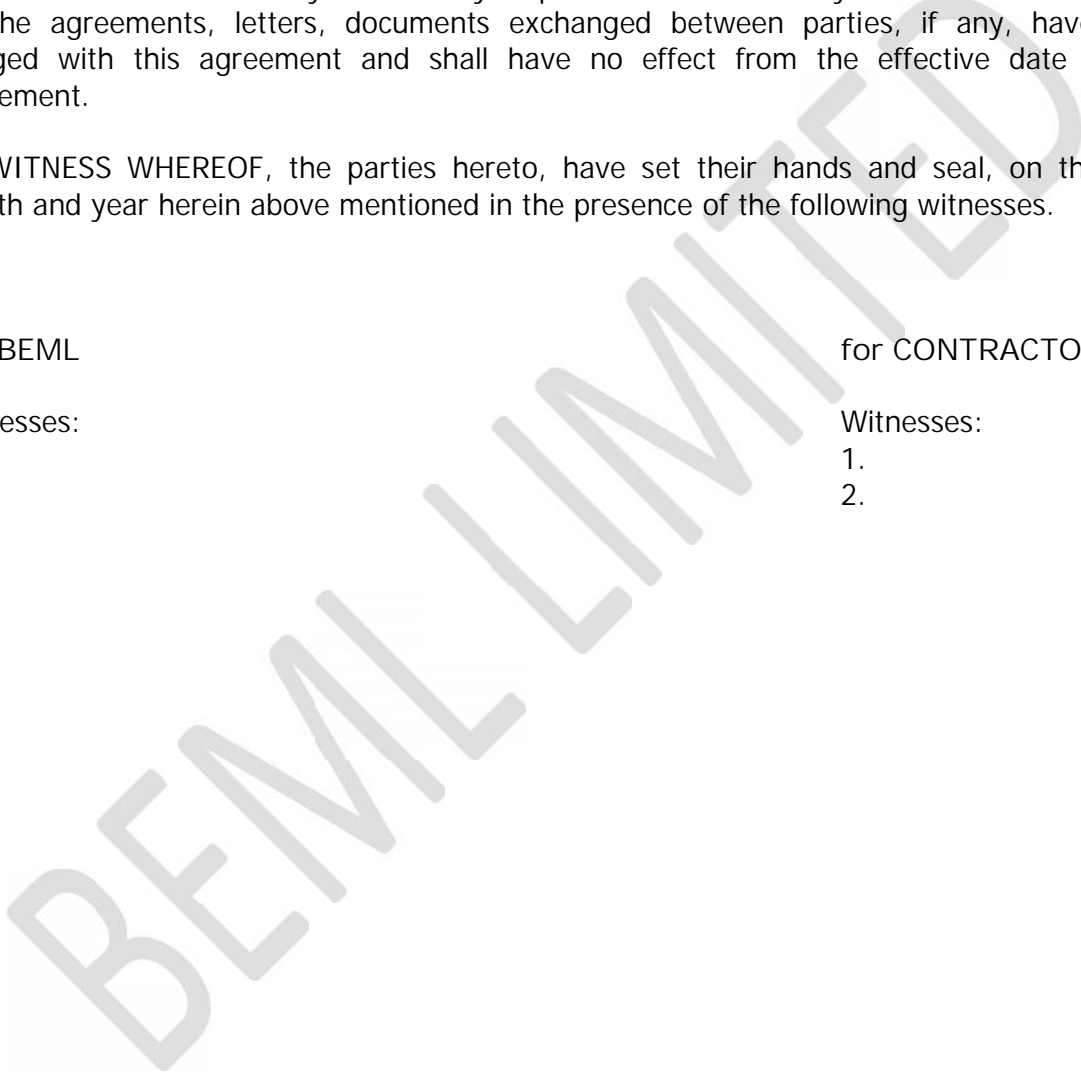 he agreements, letters, documents exchanged between parties, if any, have
ged with this agreement and shall have no effect from the effective date
ement.
WITNESS WHEREOF, the parties hereto, have set their hands and seal, on th
th and year herein above mentioned in the presence of the following witnesses.
BEML for CONTRACTO
esses: Witnesses:
1.
2.
BEML LIMITED